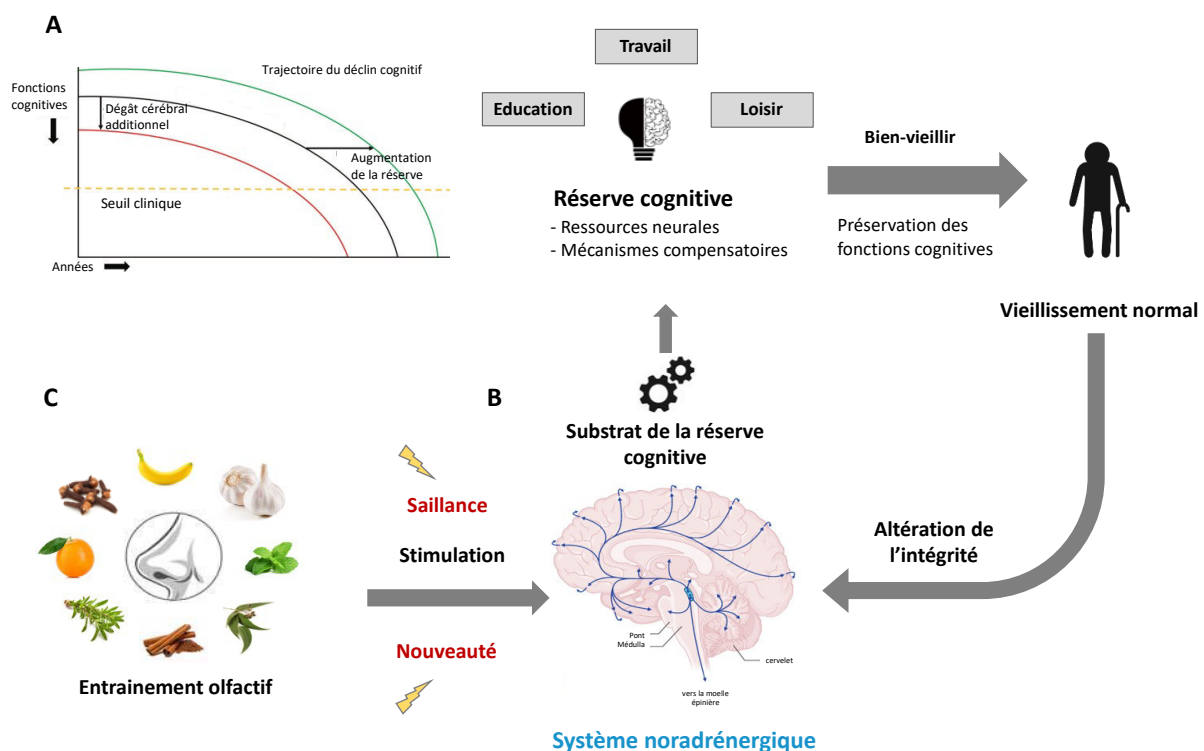 A
Fonctions
cognitives
Trajectoire du déclin cognitif
Dégât cérébral
additionnel
Augmentation
de la réserve
Seuil clinique
Années
Travail
Education
Loisir
Réserve cognitive
- Ressources neurales
- Mécanismes compensatoires
Bien-vieillir
Préservation des
fonctions cognitives
Vieillissement normal
C
Entrainement olfactif
Saillance
Stimulation
Nouveauté
B
Substrat de la réserve
cognitive
Pont
Médulla
cervelet
vers la moelle
épinière
Système noradrénergique
Altération de
l'intégrité